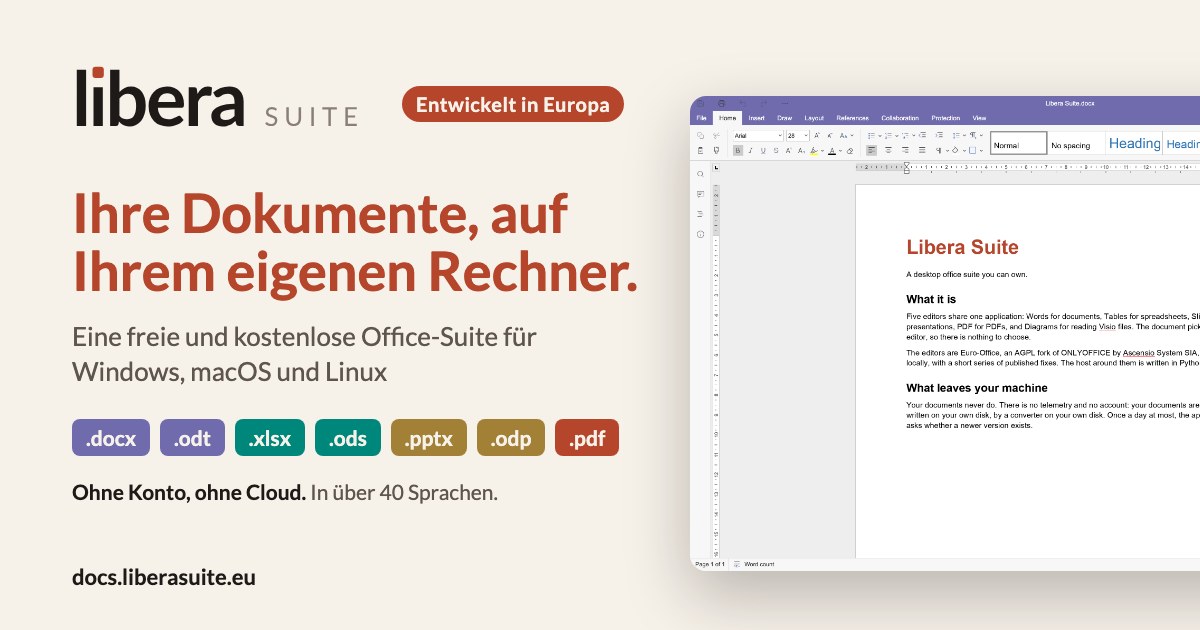 libera SUITE
Entwickelt in Europa
Ihre Dokumente, auf
Ihrem eigenen Rechner.
Eine freie und kostenlose Office-Suite für
Windows, macOS und Linux
.docx .odt .xlsx .ods .pptx .odp .pdf
Ohne Konto, ohne Cloud. In über 40 Sprachen.
docs.liberasuite.eu
Libera Suite.docx
File Home Insert Draw Layout References Collaboration Protection View
Arial 28
Normal No spacing Heading Headin
Libera Suite
A desktop office suite you can own.
What it is
Five editors share one application: Words for documents, Tables for spreadsheets, Sli
presentations, PDF for PDFs, and Diagrams for reading Visio files. The document pick
editor, so there is nothing to choose.
The editors are Euro-Office, an AGPL fork of ONLYOFFICE by Ascensio System SIA,
locally, with a short series of published fixes. The host around them is written in Pytho
What leaves your machine
Your documents never do. There is no telemetry and no account: your documents are
written on your own disk, by a converter on your own disk. Once a day at most, the ap
asks whether a newer version exists.
Page 1 of 1 Word count